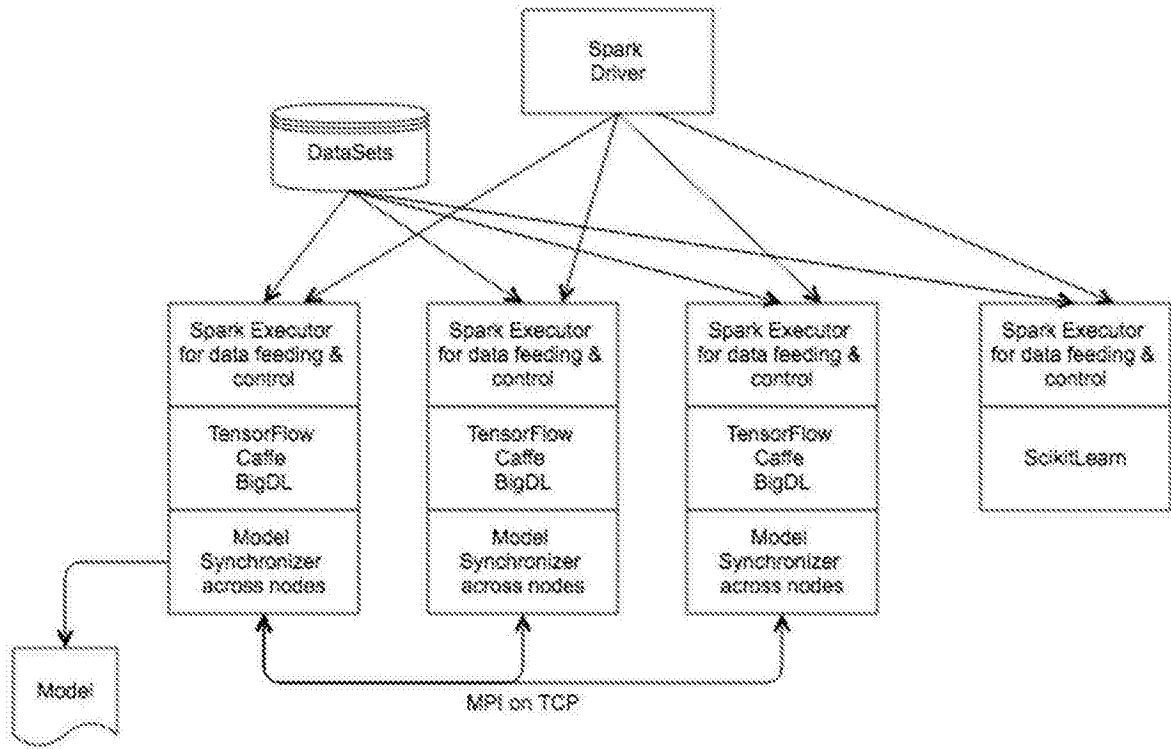 Spark
Driver
DataSets
Spark Executor
for data feeding &
control
TensorFlow
Caffe
BigDL
Model
Synchronizer
across nodes
Spark Executor
for data feeding &
control
TensorFlow
Caffe
BigDL
Model
Synchronizer
across nodes
Spark Executor
for data feeding &
control
TensorFlow
Caffe
BigDL
Model
Synchronizer
across nodes
Spark Executor
for data feeding &
control
ScikitLearn
Model
MPI on TCP